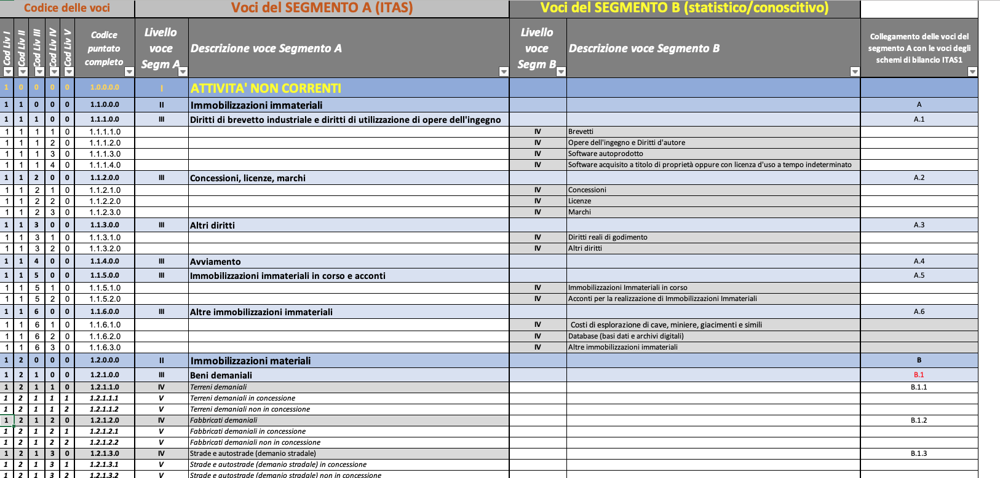 Codice delle voci Voci del SEGMENTO A (ITAS) Voci del SEGMENTO B (statistico/conoscitivo)
Cod Liv I Cod Liv II Cod Liv III Cod Liv IV Cod Liv V Codice puntato completo Livello voce Segm A Descrizione voce Segmento A Livello voce Segm B Descrizione voce Segmento B Collegamento delle voci del segmento A con le voci degli schemi di bilancio ITAS1
1 0 0 0 0 1.0.0.0.0 I ATTIVITA' NON CORRENTI
1 1 0 0 0 1.1.0.0.0 II Immobilizzazioni immateriali A
1 1 1 0 0 1.1.1.0.0 III Diritti di brevetto industriale e diritti di utilizzazione di opere dell'ingegno A.1
1 1 1 1 0 1.1.1.1.0 IV Brevetti
1 1 1 2 0 1.1.1.2.0 IV Opere dell'ingegno e Diritti d'autore
1 1 1 3 0 1.1.1.3.0 IV Software autoprodotto
1 1 1 4 0 1.1.1.4.0 IV Software acquisito a titolo di proprietà oppure con licenza d'uso a tempo indeterminato
1 1 2 0 0 1.1.2.0.0 III Concessioni, licenze, marchi A.2
1 1 2 1 0 1.1.2.1.0 IV Concessioni
1 1 2 2 0 1.1.2.2.0 IV Licenze
1 1 2 3 0 1.1.2.3.0 IV Marchi
1 1 3 0 0 1.1.3.0.0 III Altri diritti A.3
1 1 3 1 0 1.1.3.1.0 IV Diritti reali di godimento
1 1 3 2 0 1.1.3.2.0 IV Altri diritti
1 1 4 0 0 1.1.4.0.0 III Avviamento A.4
1 1 5 0 0 1.1.5.0.0 III Immobilizzazioni immateriali in corso e acconti A.5
1 1 5 1 0 1.1.5.1.0 IV Immobilizzazioni Immateriali in corso
1 1 5 2 0 1.1.5.2.0 IV Acconti per la realizzazione di Immobilizzazioni Immateriali
1 1 6 0 0 1.1.6.0.0 III Altre immobilizzazioni immateriali A.6
1 1 6 1 0 1.1.6.1.0 IV Costi di esplorazione di cave, miniere, giacimenti e simili
1 1 6 2 0 1.1.6.2.0 IV Database (basi dati e archivi digitali)
1 1 6 3 0 1.1.6.3.0 IV Altre immobilizzazioni immateriali
1 2 0 0 0 1.2.0.0.0 II Immobilizzazioni materiali B
1 2 1 0 0 1.2.1.0.0 III Beni demaniali B.1
1 2 1 1 0 1.2.1.1.0 IV Terreni demaniali B.1.1
1 2 1 1 1 1.2.1.1.1 V Terreni demaniali in concessione
1 2 1 1 2 1.2.1.1.2 V Terreni demaniali non in concessione
1 2 1 2 0 1.2.1.2.0 IV Fabbricati demaniali B.1.2
1 2 1 2 1 1.2.1.2.1 V Fabbricati demaniali in concessione
1 2 1 2 2 1.2.1.2.2 V Fabbricati demaniali non in concessione
1 2 1 3 0 1.2.1.3.0 IV Strade e autostrade (demanio stradale) B.1.3
1 2 1 3 1 1.2.1.3.1 V Strade e autostrade (demanio stradale) in concessione
1 2 1 3 2 1.2.1.3.2 V Strade e autostrade (demanio stradale) non in concessione